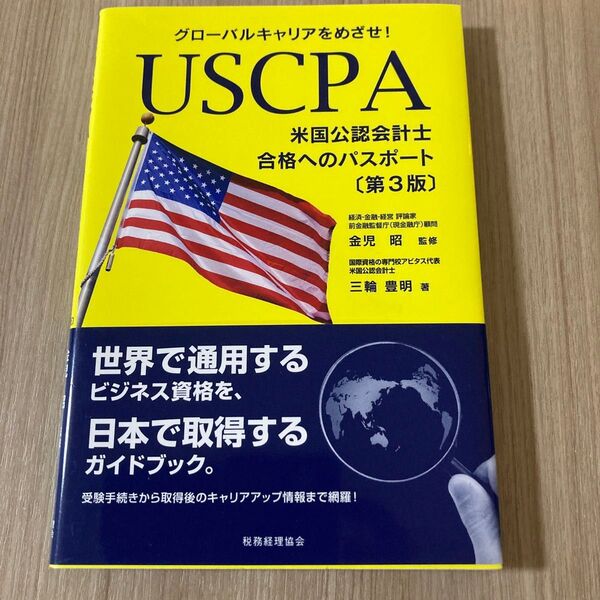 グローバルキャリアをめざせ!
USCPA
米国公認会計士
合格へのパスポート
〔第3版〕
経済・金融・経営 評論家
前金融監督庁(現金融庁)顧問
金児 昭 監修
国際資格の専門校アビタス代表
米国公認会計士
三輪 豊明 著
世界で通用する
ビジネス資格を、
日本で取得する
ガイドブック。
受験手続きから取得後のキャリアアップ情報まで網羅!
税務経理協会